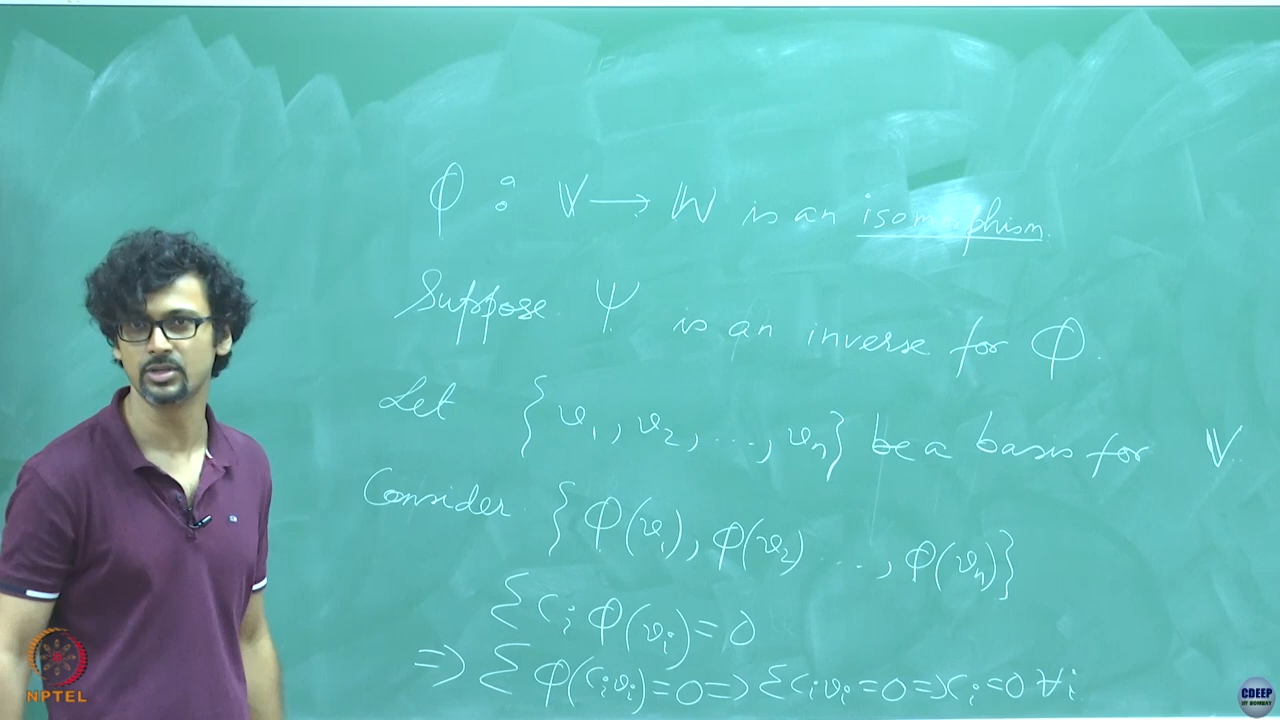 φ : 𝕍 → 𝕎 is an isomorphism.
Suppose Ψ is an inverse for φ.
Let {v₁, v₂, ..., vₙ} be a basis for 𝕍.
Consider {φ(v₁), φ(v₂) ..., φ(vₙ)}
Σ cᵢ φ(vᵢ) = 0
⇒ Σ φ(cᵢvᵢ) = 0 ⇒ Σ cᵢvᵢ = 0 ⇒ cᵢ = 0 ∀i
NPTEL
CDEEP
IIT BOMBAY